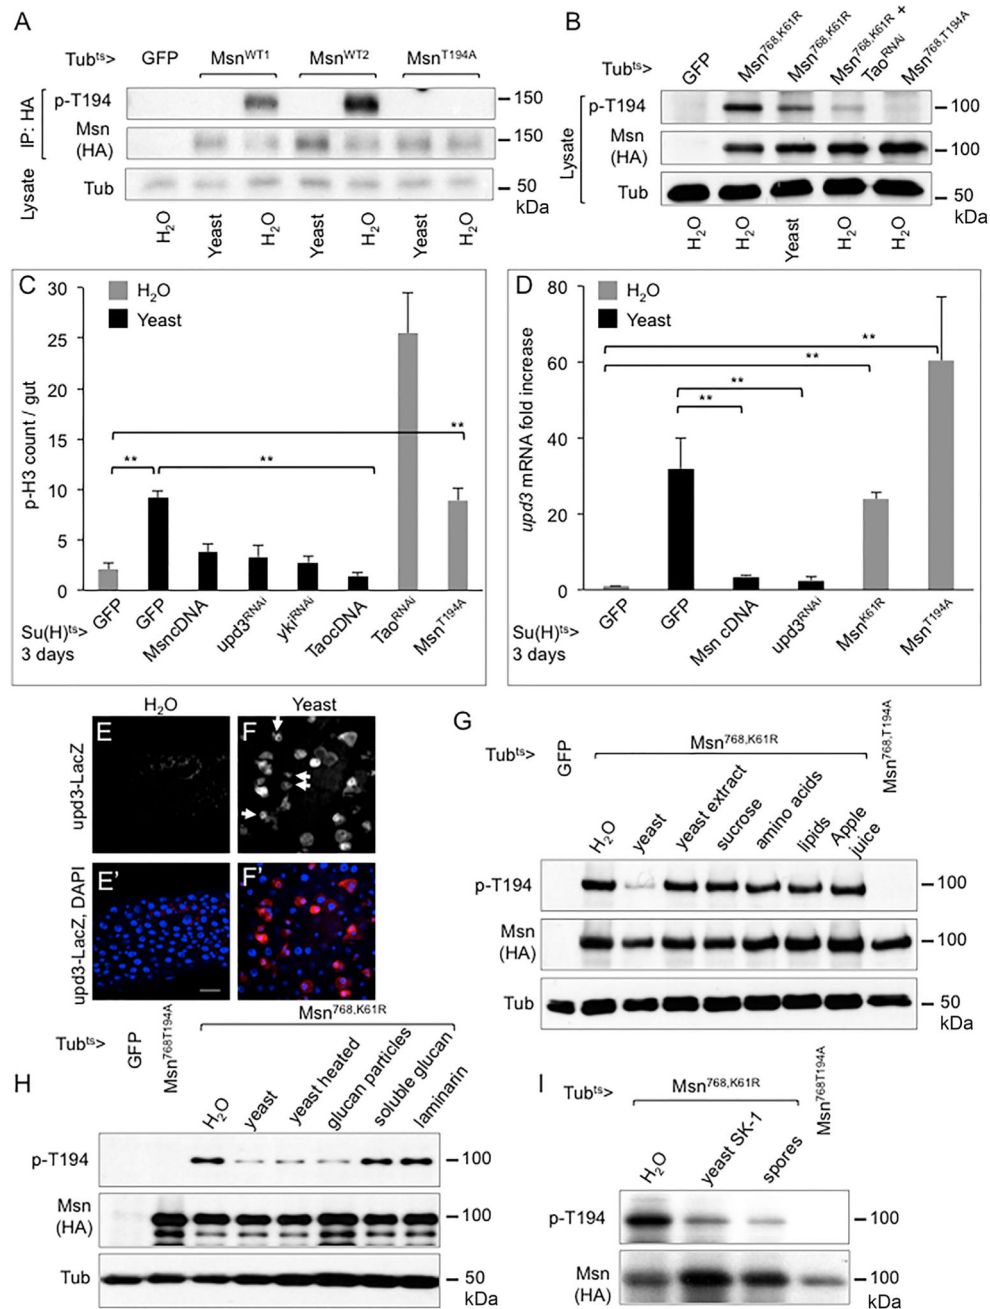 A
Tub^ts> GFP Msn^WT1 Msn^WT2 Msn^T194A
IP: HA
p-T194 150
Msn (HA) 150
Lysate
Tub 50
kDa
H2O Yeast H2O Yeast H2O Yeast H2O
B
Tub^ts> GFP Msn^768,K61R Msn^768,K61R Msn^768,K61R + Tao^RNAi Msn^768,T194A
Lysate
p-T194 100
Msn (HA) 100
Tub 50
kDa
H2O H2O Yeast H2O H2O
C
H2O
Yeast
p-H3 count / gut
30
25
20
15
10
5
0
** ** **
Su(H)^ts> 3 days
GFP GFP MsncDNA upd3^RNAi yki^RNAi TaocDNA Tao^RNAi Msn^T194A
D
H2O
Yeast
upd3 mRNA fold increase
80
60
40
20
0
** ** ** **
Su(H)^ts> 3 days
GFP GFP Msn cDNA upd3^RNAi Msn^K61R Msn^T194A
H2O Yeast
upd3-LacZ
E F
upd3-LacZ, DAPI
E' F'
G
Tub^ts> GFP Msn^768,K61R Msn^768,T194A
H2O yeast yeast extract sucrose amino acids lipids Apple juice
p-T194 100
Msn (HA) 100
Tub 50
kDa
H
Tub^ts> GFP Msn^768T194A Msn^768,K61R
H2O yeast yeast heated glucan particles soluble glucan laminarin
p-T194 100
Msn (HA) 100
Tub 50
kDa
I
Tub^ts> Msn^768,K61R Msn^768T194A
H2O yeast SK-1 spores
p-T194 100
Msn (HA) 100
kDa